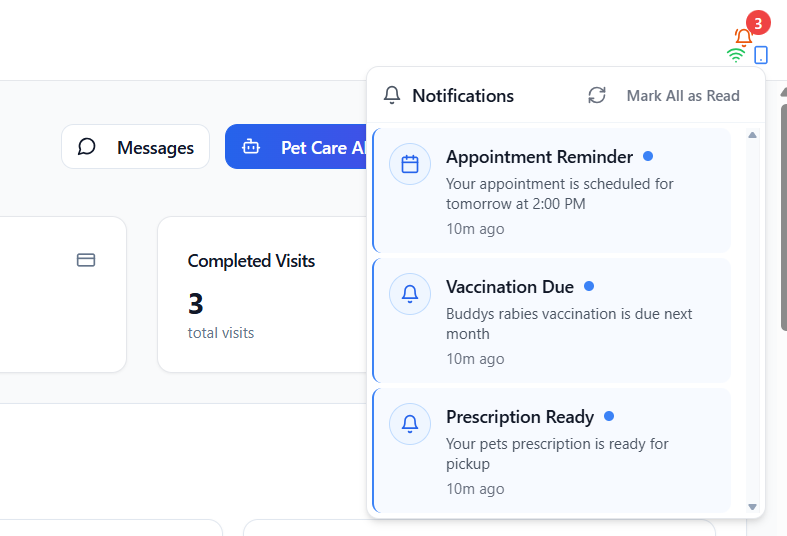 3
Notifications
Mark All as Read
Messages
Pet Care AI
Appointment Reminder
Your appointment is scheduled for
tomorrow at 2:00 PM
10m ago
Completed Visits
3
total visits
Vaccination Due
Buddys rabies vaccination is due next
month
10m ago
Prescription Ready
Your pets prescription is ready for
pickup
10m ago